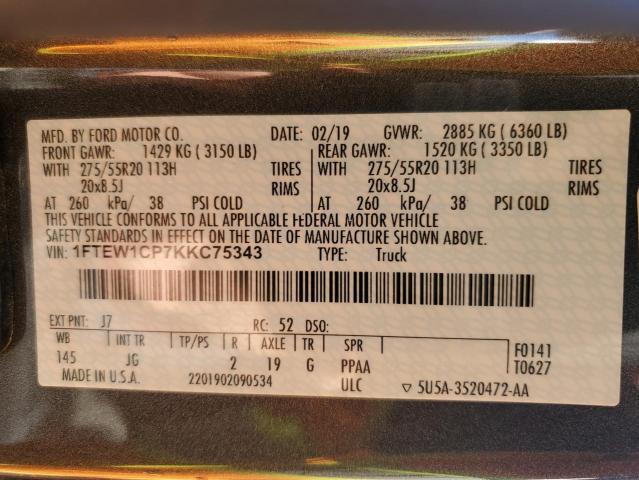 MFD. BY FORD MOTOR CO. DATE: 02/19 GVWR: 2885 KG ( 6360 LB)
FRONT GAWR: 1429 KG ( 3150 LB) REAR GAWR: 1520 KG ( 3350 LB)
WITH 275/55R20 113H TIRES WITH 275/55R20 113H TIRES
20x8.5J RIMS 20x8.5J RIMS
AT 260 kPa/ 38 PSI COLD AT 260 kPa/ 38 PSI COLD
THIS VEHICLE CONFORMS TO ALL APPLICABLE FEDERAL MOTOR VEHICLE
SAFETY STANDARDS IN EFFECT ON THE DATE OF MANUFACTURE SHOWN ABOVE.
VIN: 1FTEW1CP7KKC75343 TYPE: Truck
EXT PNT: J7 RC: 52 DSO:
WB INT TR TP/PS R AXLE TR SPR F0141
145 JG 2 19 G PPAA T0627
MADE IN U.S.A. 2201902090534 ULC ▽ 5U5A-3520472-AA